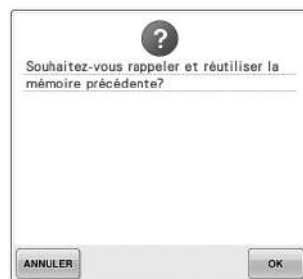 ?
Souhaitez-vous rappeler et réutiliser la
mémoire précédente?
ANNULER
OK